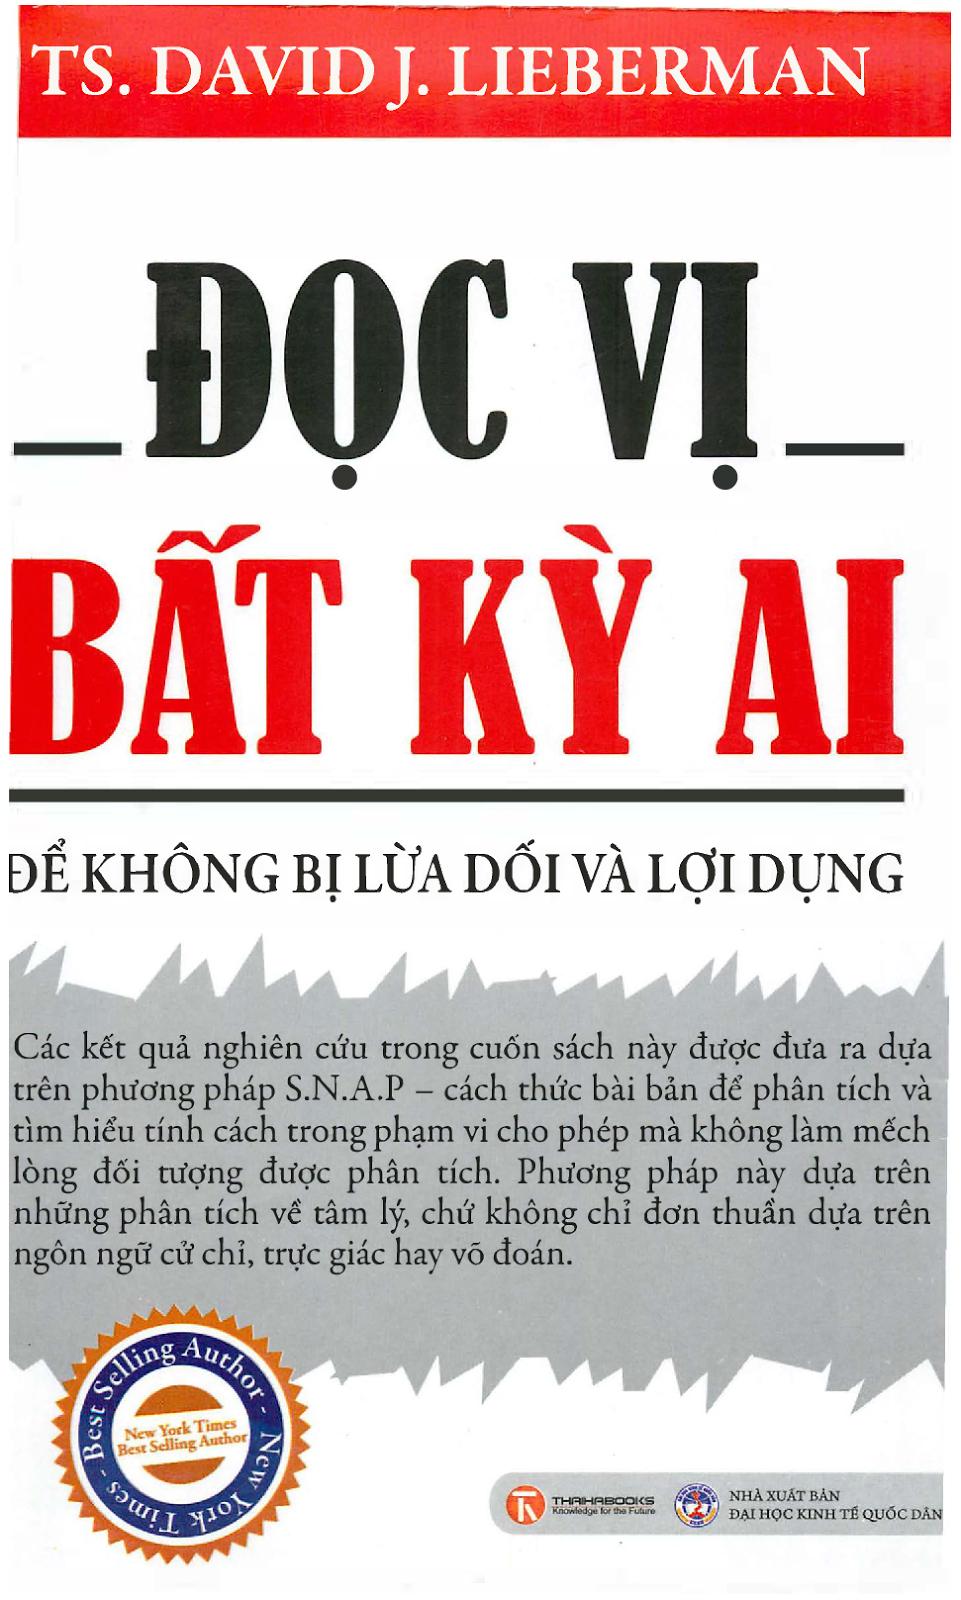 TS. DAVID J. LIEBERMAN
ĐỌC VỊ
BẤT KỲ AI
ĐỂ KHÔNG BỊ LỪA DỐI VÀ LỢI DỤNG
Các kết quả nghiên cứu trong cuốn sách này được đưa ra dựa
trên phương pháp S.N.A.P – cách thức bài bản để phân tích và
tìm hiểu tính cách trong phạm vi cho phép mà không làm mếch
lòng đối tượng được phân tích. Phương pháp này dựa trên
những phân tích về tâm lý, chứ không chỉ đơn thuần dựa trên
ngôn ngữ cử chỉ, trực giác hay võ đoán.
Best Selling Author - New York Times -
New York Times
Best Selling Author
THAIHABOOKS
Knowledge for the Future
NHÀ XUẤT BẢN
ĐẠI HỌC KINH TẾ QUỐC DÂN